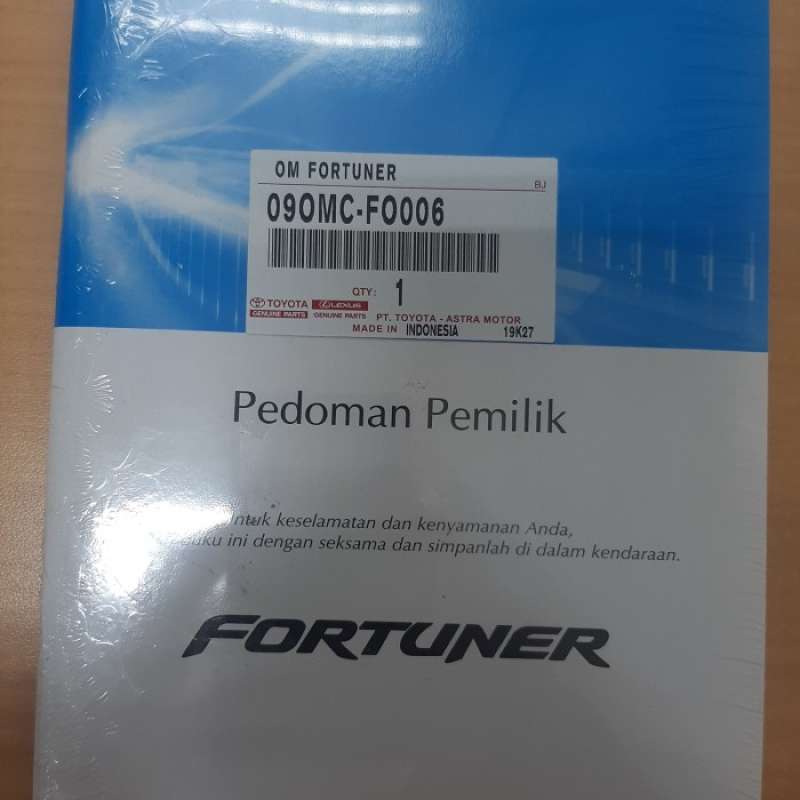 OM FORTUNER
BJ
09OMC-F0006
QTY: 1
TOYOTA LEXUS
GENUINE PARTS GENUINE PARTS PT. TOYOTA - ASTRA MOTOR
MADE IN INDONESIA 19K27
Pedoman Pemilik
Untuk keselamatan dan kenyamanan Anda,
buku ini dengan seksama dan simpanlah di dalam kendaraan.
FORTUNER